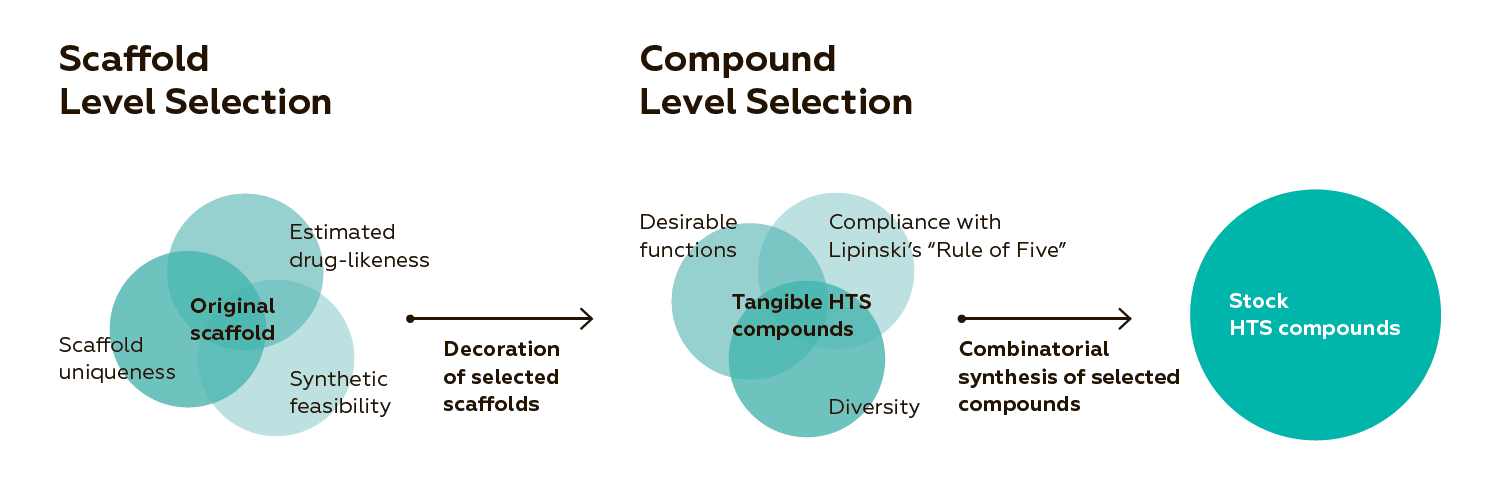 Scaffold
Level Selection
Estimated
drug-likeness
Original
scaffold
Scaffold
uniqueness
Synthetic
feasibility
Decoration
of selected
scaffolds
Compound
Level Selection
Desirable
functions
Compliance with
Lipinski’s “Rule of Five”
Tangible HTS
compounds
Diversity
Combinatorial
synthesis of selected
compounds
Stock
HTS compounds